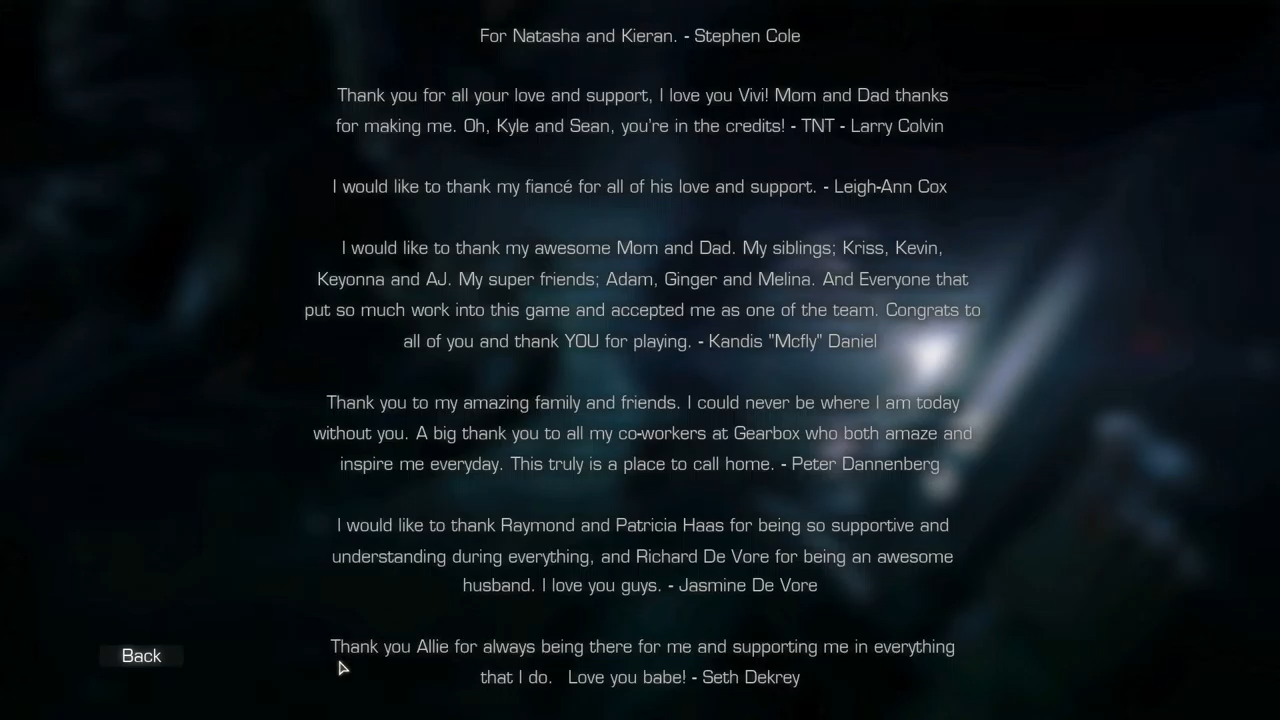 For Natasha and Kieran. - Stephen Cole
Thank you for all your love and support, I love you Vivi! Mom and Dad thanks
for making me. Oh, Kyle and Sean, you're in the credits! - TNT - Larry Colvin
I would like to thank my fiancé for all of his love and support. - Leigh-Ann Cox
I would like to thank my awesome Mom and Dad. My siblings; Kriss, Kevin,
Keyonna and AJ. My super friends; Adam, Ginger and Melina. And Everyone that
put so much work into this game and accepted me as one of the team. Congrats to
all of you and thank YOU for playing. - Kandis "Mcfly" Daniel
Thank you to my amazing family and friends. I could never be where I am today
without you. A big thank you to all my co-workers at Gearbox who both amaze and
inspire me everyday. This truly is a place to call home. - Peter Dannenberg
I would like to thank Raymond and Patricia Haas for being so supportive and
understanding during everything, and Richard De Vore for being an awesome
husband. I love you guys. - Jasmine De Vore
Thank you Allie for always being there for me and supporting me in everything
that I do.   Love you babe! - Seth Dekrey
Back